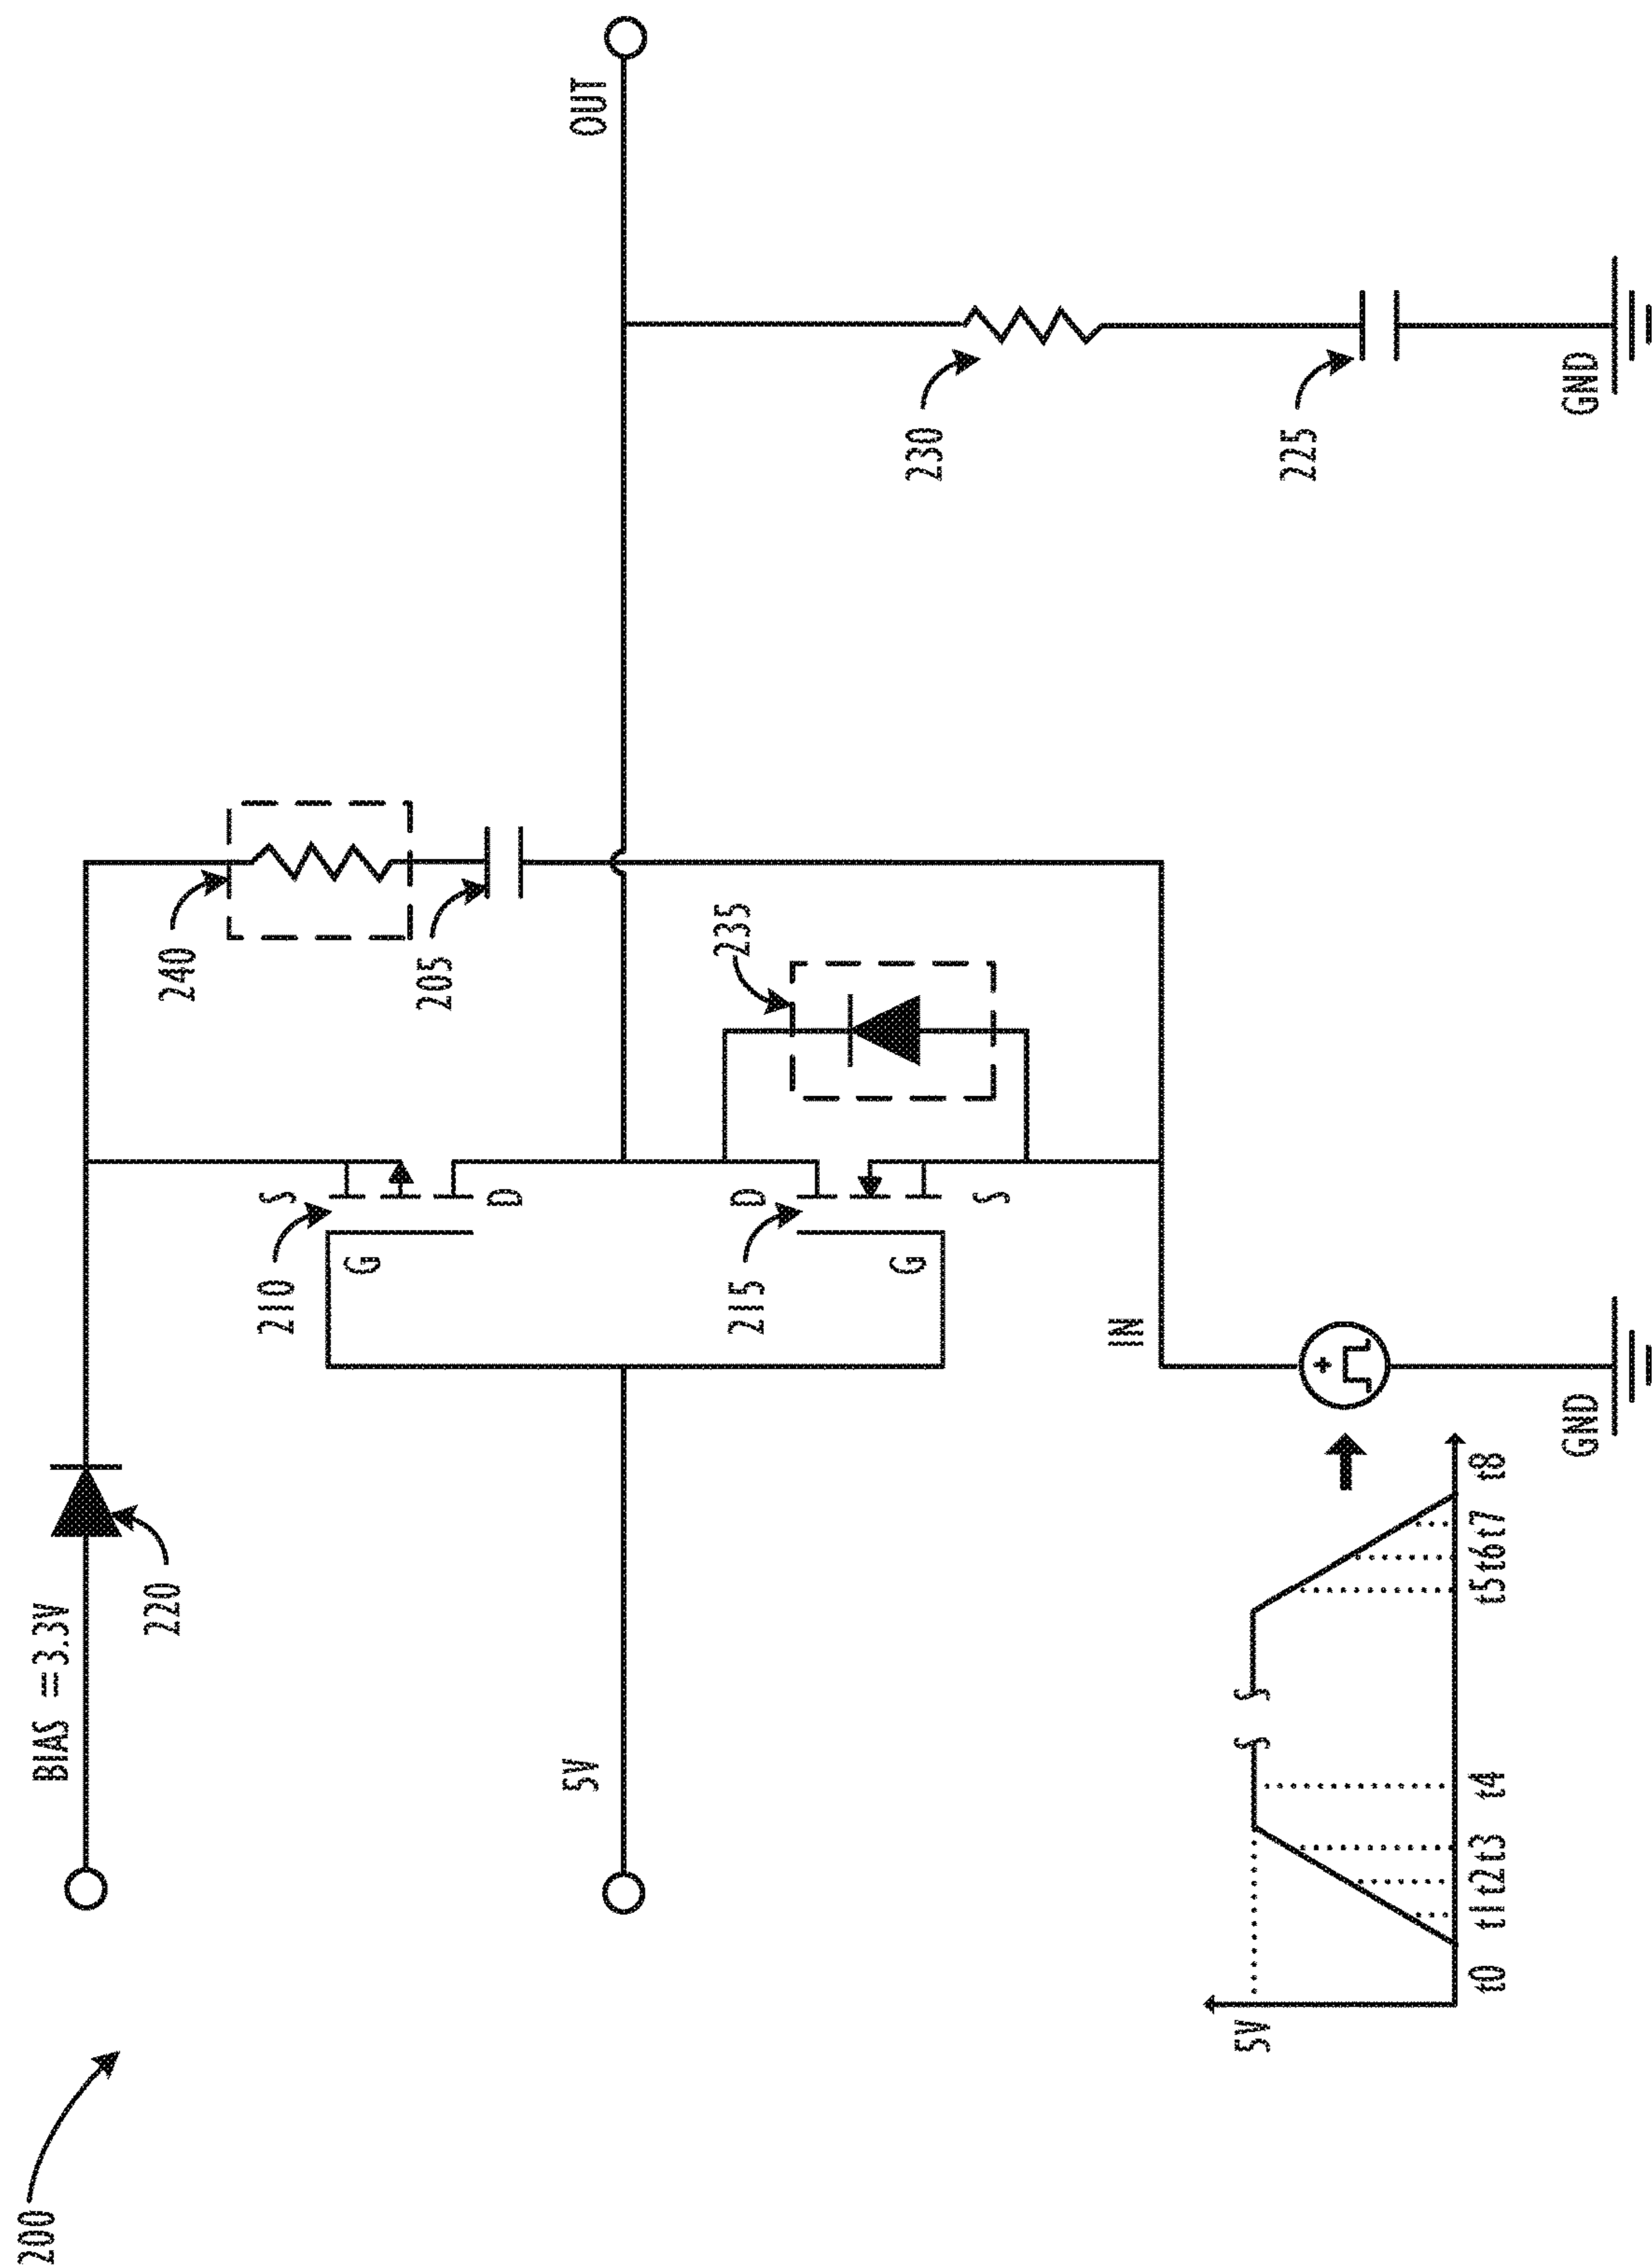 200
BIAS = 3.3V
220
240
205
210
S
G
D
OUT
5V
235
215
D
G
S
230
225
IN
GND
GND
5V
S S
t0 t1 t2 t3 t4 t5 t6 t7 t8
+